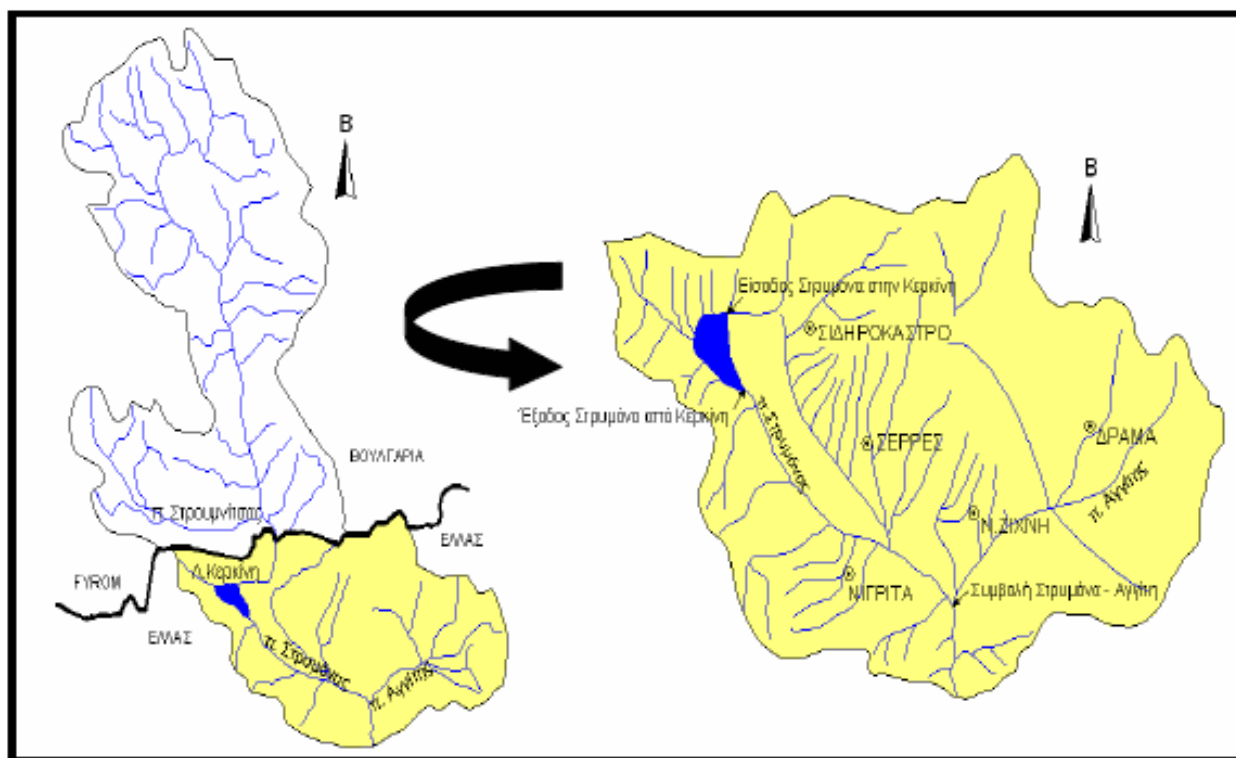 Β
ΒΟΥΛΓΑΡΙΑ
π. Στρουμνίτσας
ΕΛΛΑΣ
Λ.Κερκίνη
FYROM
ΕΛΛΑΣ
π. Στρυμόνας
π. Αγγίτης
Β
Είσοδος Στρυμόνα στην Κερκίνη
ΣΙΔΗΡΟΚΑΣΤΡΟ
Έξοδος Στρυμόνα από Κερκίνη
π. Στρυμόνας
ΣΕΡΡΕΣ
ΔΡΑΜΑ
π. Αγγίτης
Ν.ΖΙΧΝΗ
ΝΙΓΡΙΤΑ
Συμβολή Στρυμόνα - Αγγίτη